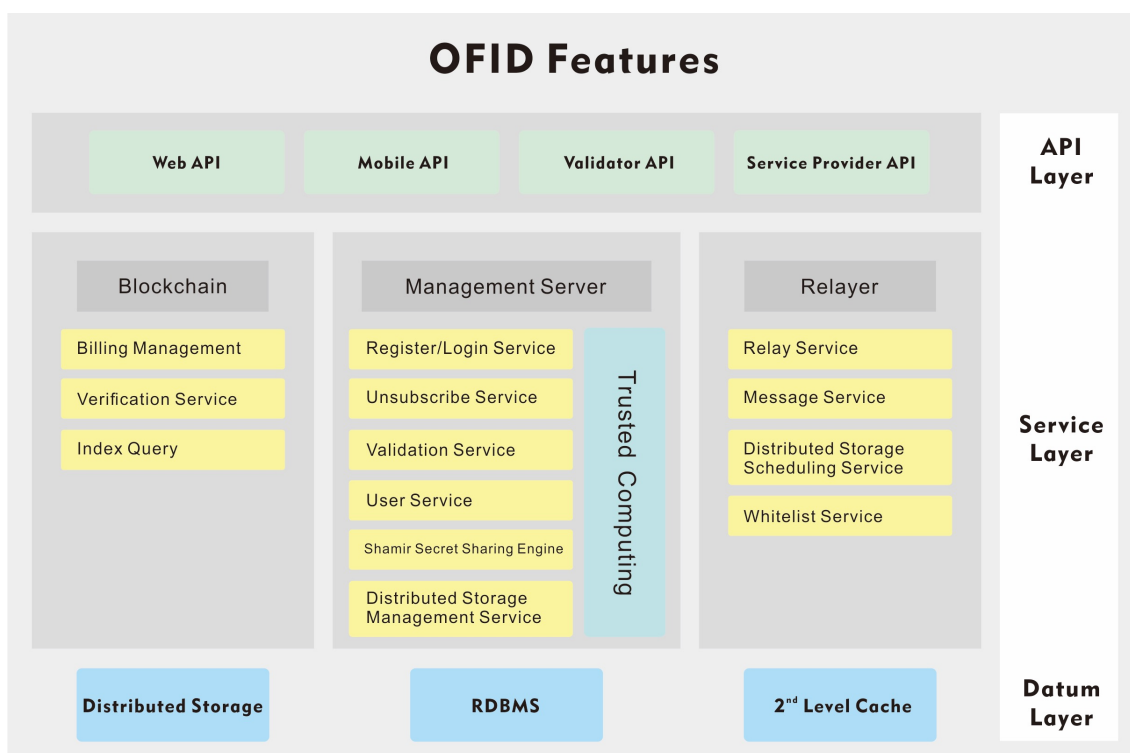 OFID Features
Web API
Mobile API
Validator API
Service Provider API
API
Layer
Blockchain
Billing Management
Verification Service
Index Query
Management Server
Register/Login Service
Unsubscribe Service
Validation Service
User Service
Shamir Secret Sharing Engine
Distributed Storage
Management Service
Trusted Computing
Relayer
Relay Service
Message Service
Distributed Storage
Scheduling Service
Whitelist Service
Service
Layer
Distributed Storage
RDBMS
2nd Level Cache
Datum
Layer